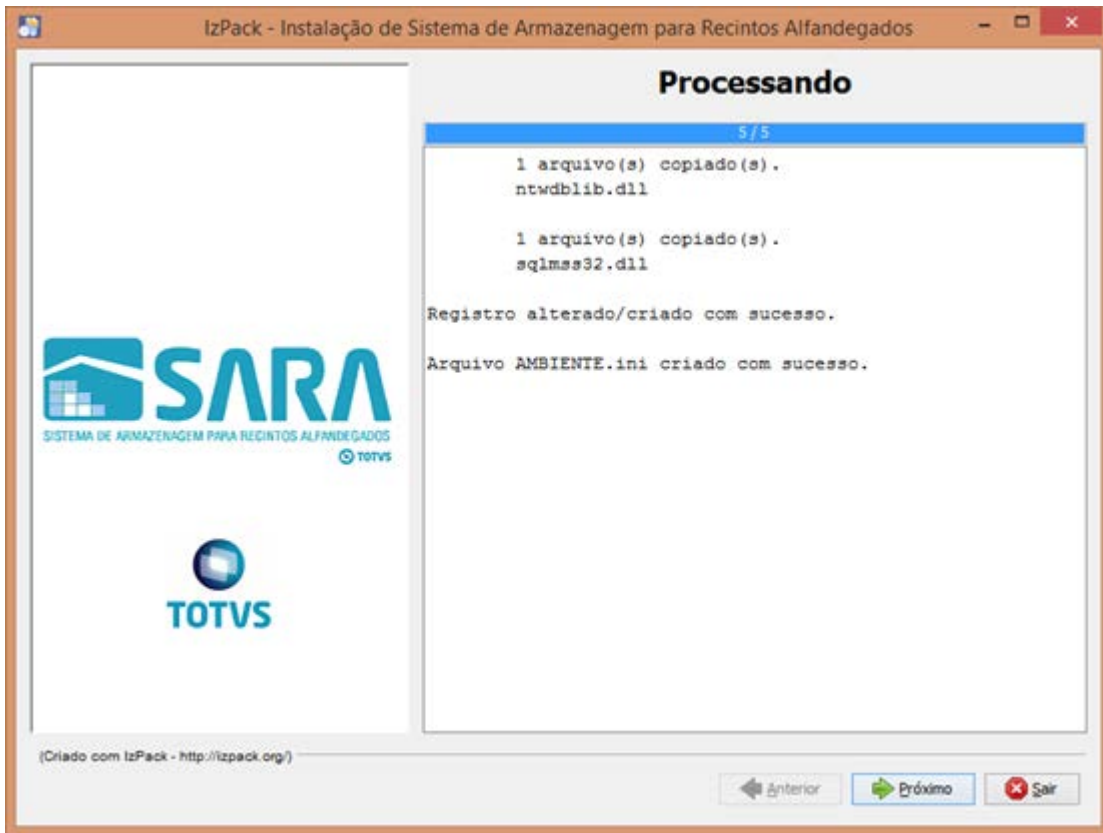 IzPack - Instalação de Sistema de Armazenagem para Recintos Alfandegados
Processando
5 / 5
1 arquivo(s) copiado(s).
ntwdblib.dll
1 arquivo(s) copiado(s).
sqlmss32.dll
Registro alterado/criado com sucesso.
Arquivo AMBIENTE.ini criado com sucesso.
SARA
SISTEMA DE ARMAZENAGEM PARA RECINTOS ALFANDEGADOS
TOTVS
TOTVS
(Criado com IzPack - http://izpack.org/)
Anterior
Próximo
Sair